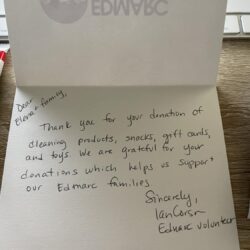 EDMARC
Dear
Elena + family,
Thank you for your donation of
cleaning products, snacks, gift cards,
and toys. We are grateful for your
donations which helps us support
our Edmarc families.
Sincerely,
Edmarc volunteer